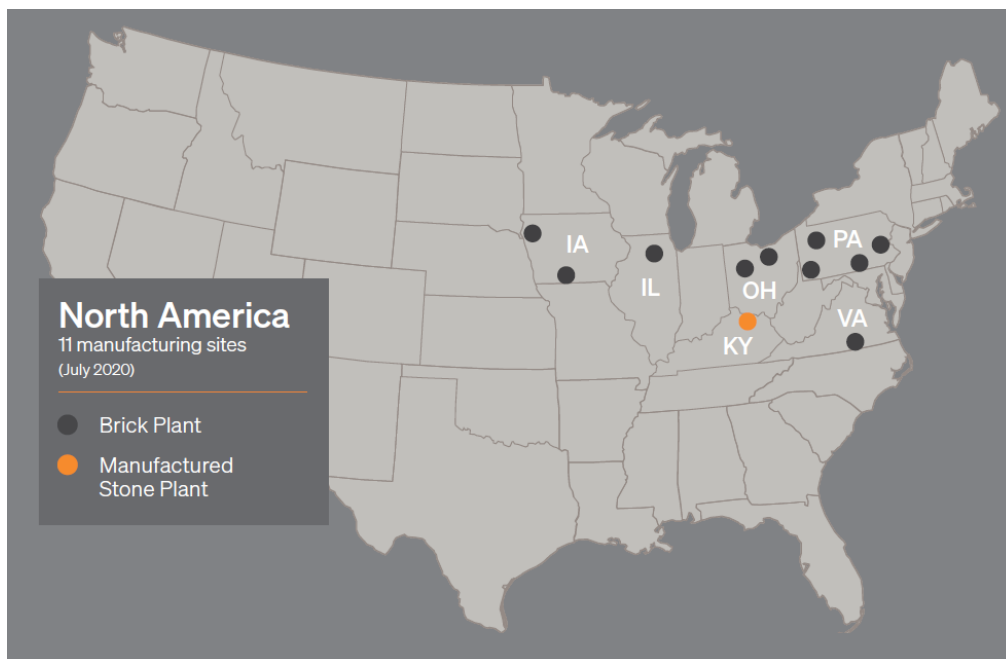 North America
11 manufacturing sites
(July 2020)
Brick Plant
Manufactured
Stone Plant
IA
IL
OH
PA
KY
VA